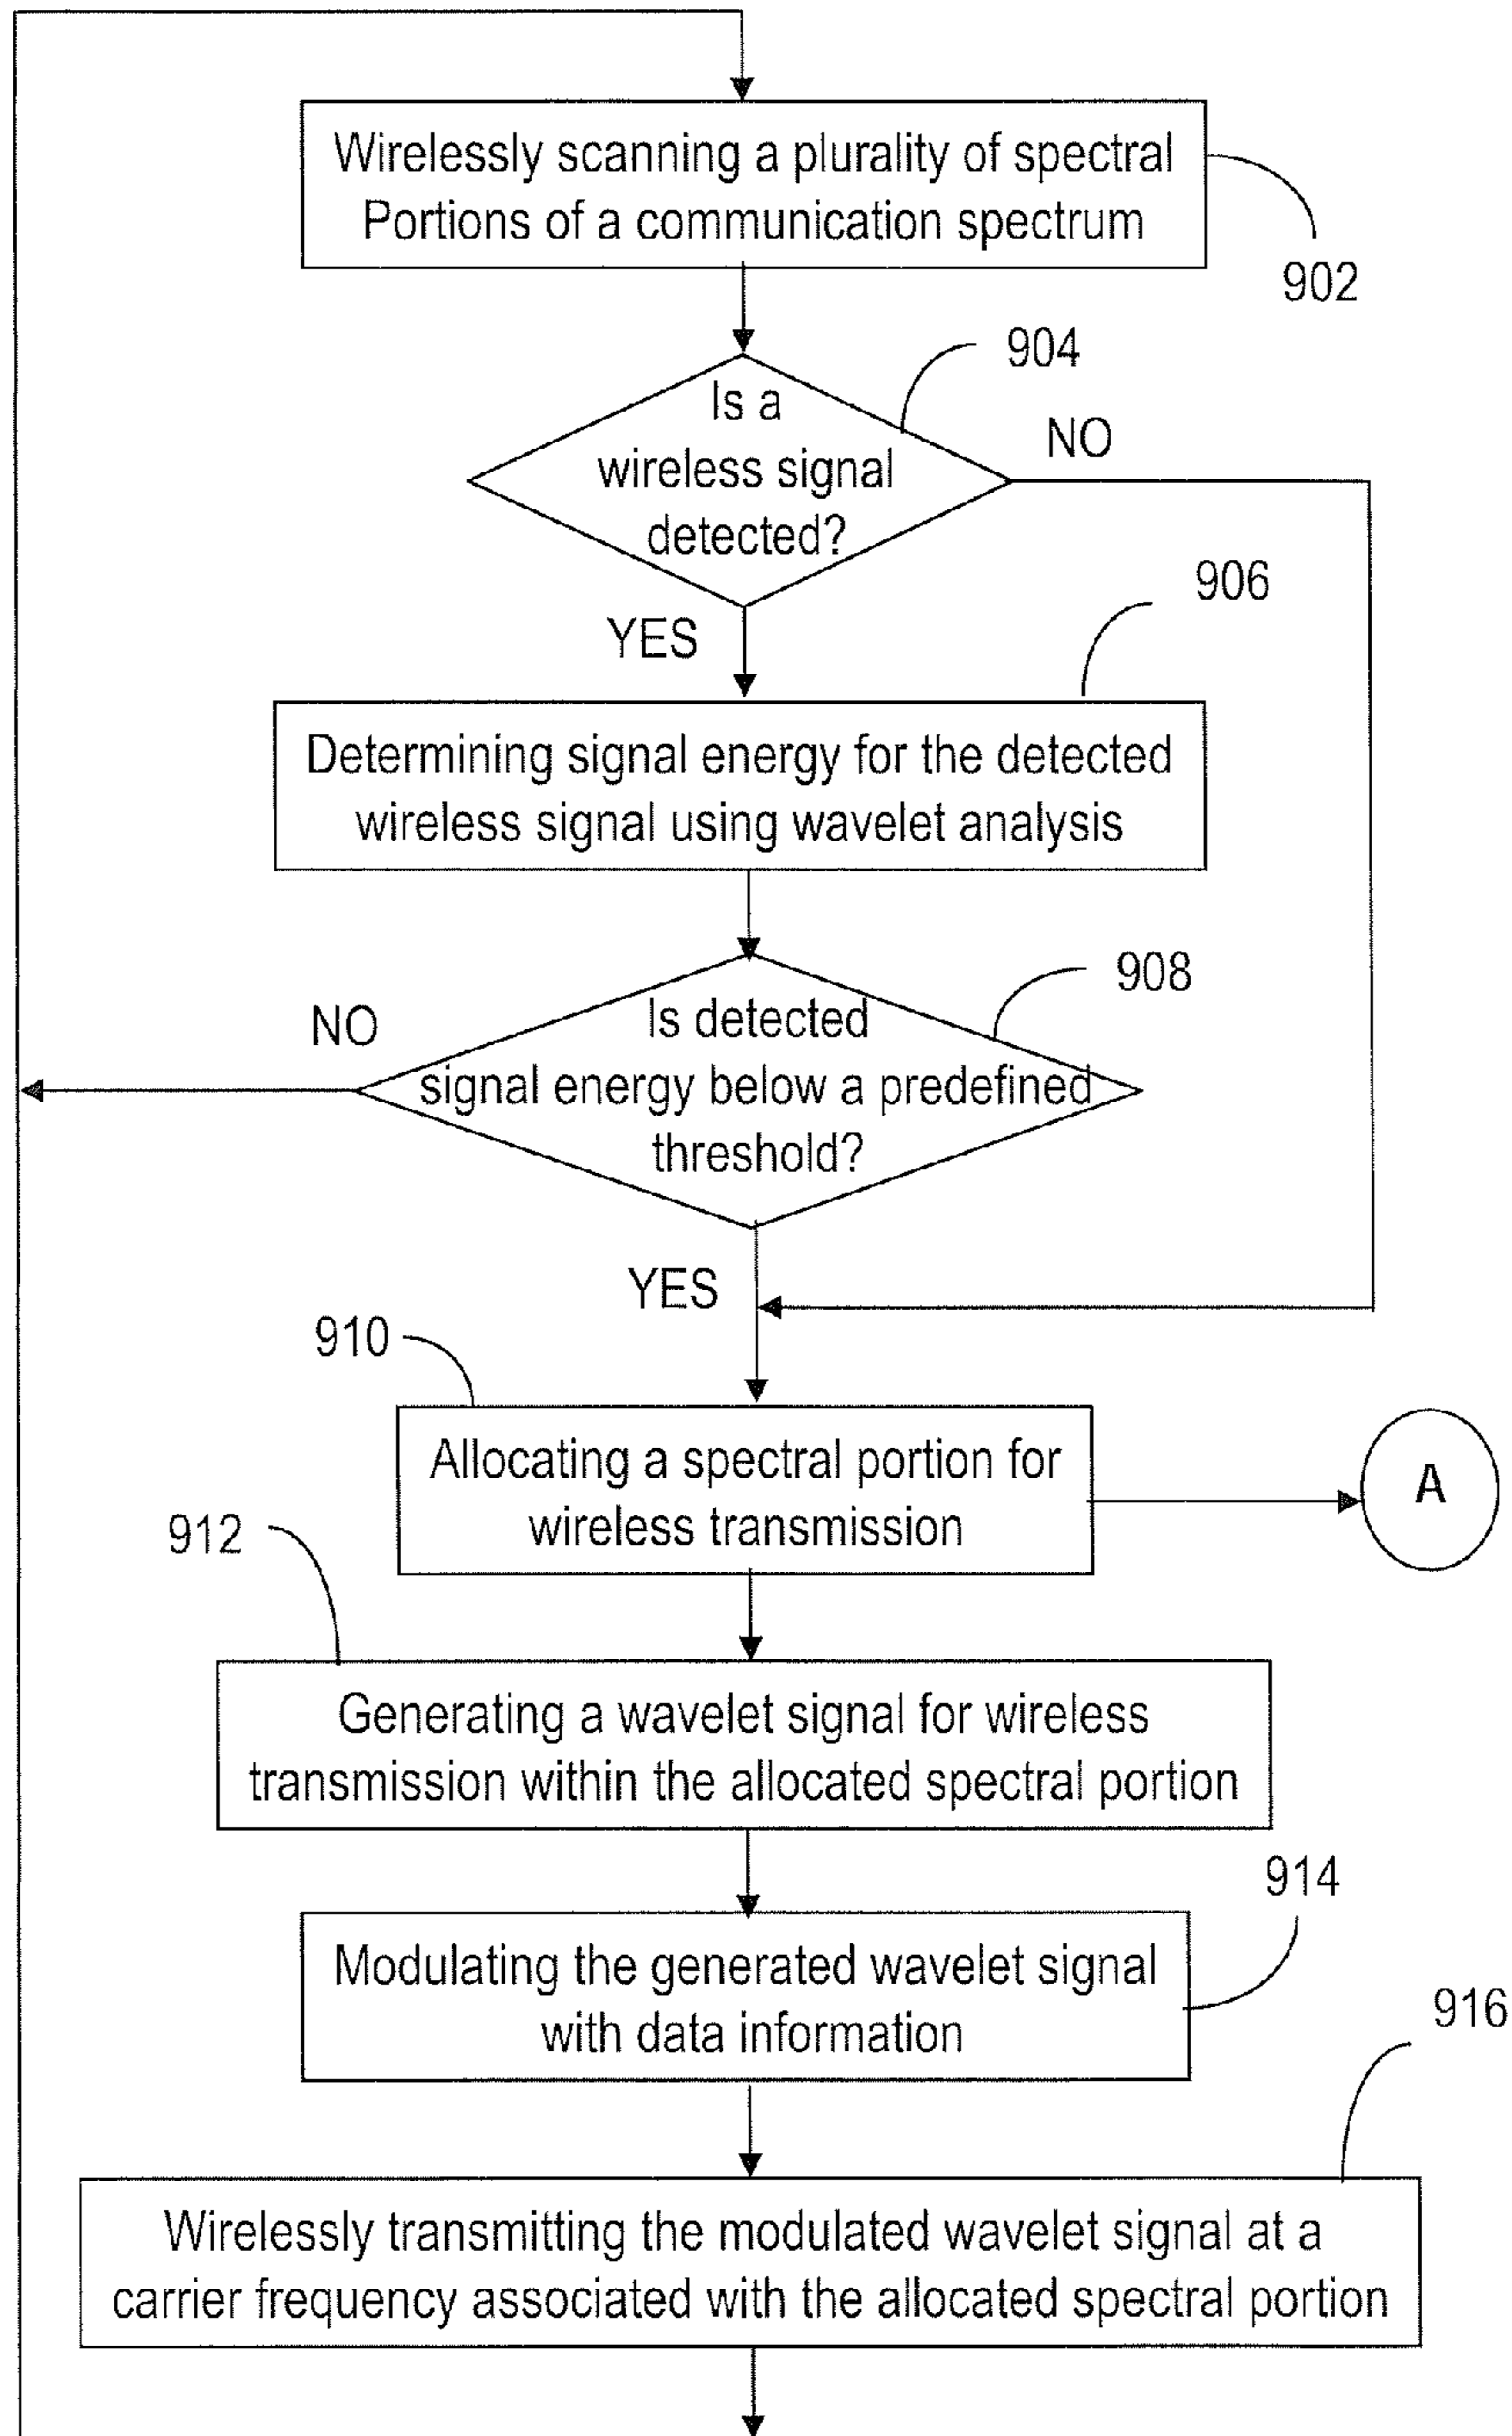 Wirelessly scanning a plurality of spectral
Portions of a communication spectrum
902
904
Is a
wireless signal
detected?
NO
YES
906
Determining signal energy for the detected
wireless signal using wavelet analysis
908
NO
Is detected
signal energy below a predefined
threshold?
YES
910
Allocating a spectral portion for
wireless transmission
A
912
Generating a wavelet signal for wireless
transmission within the allocated spectral portion
914
Modulating the generated wavelet signal
with data information
916
Wirelessly transmitting the modulated wavelet signal at a
carrier frequency associated with the allocated spectral portion